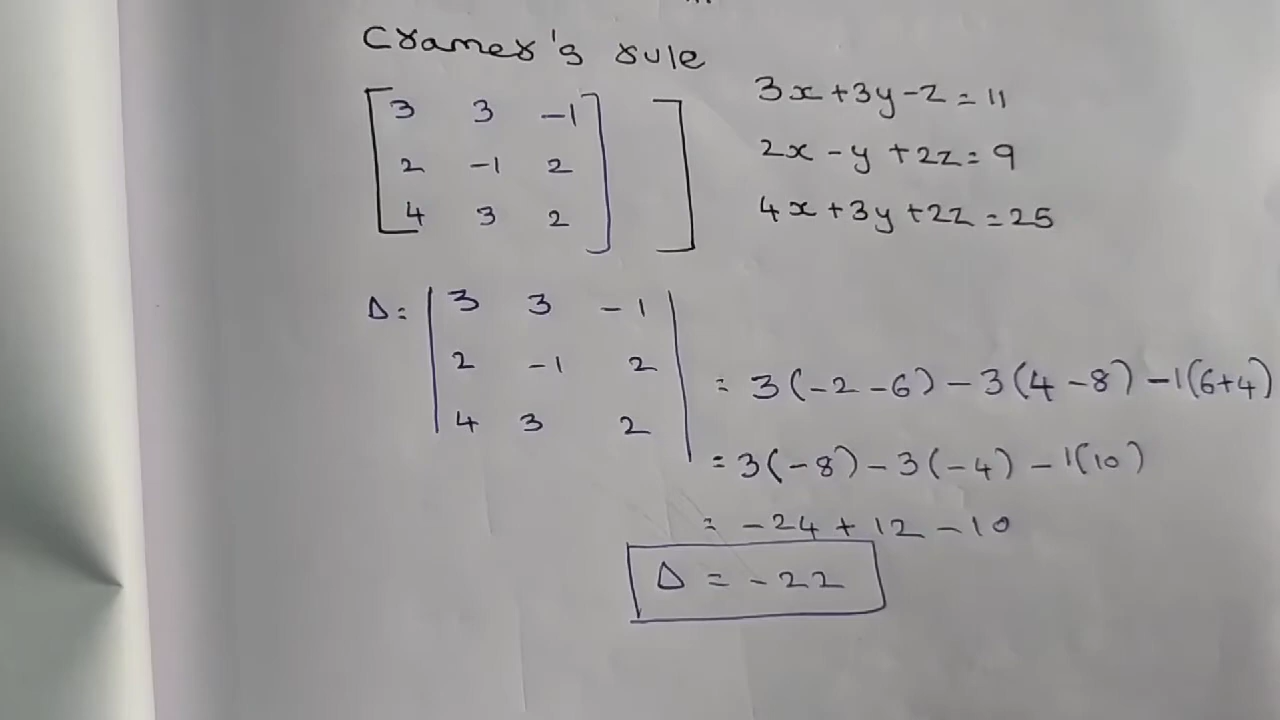 Cramer's rule
3 3 -1
2 -1 2
4 3 2
3x+3y-z=11
2x-y+2z=9
4x+3y+2z=25
Δ= 3 3 -1
2 -1 2
4 3 2
= 3(-2-6)-3(4-8)-1(6+4)
=3(-8)-3(-4)-1(10)
= -24+12-10
Δ = -22